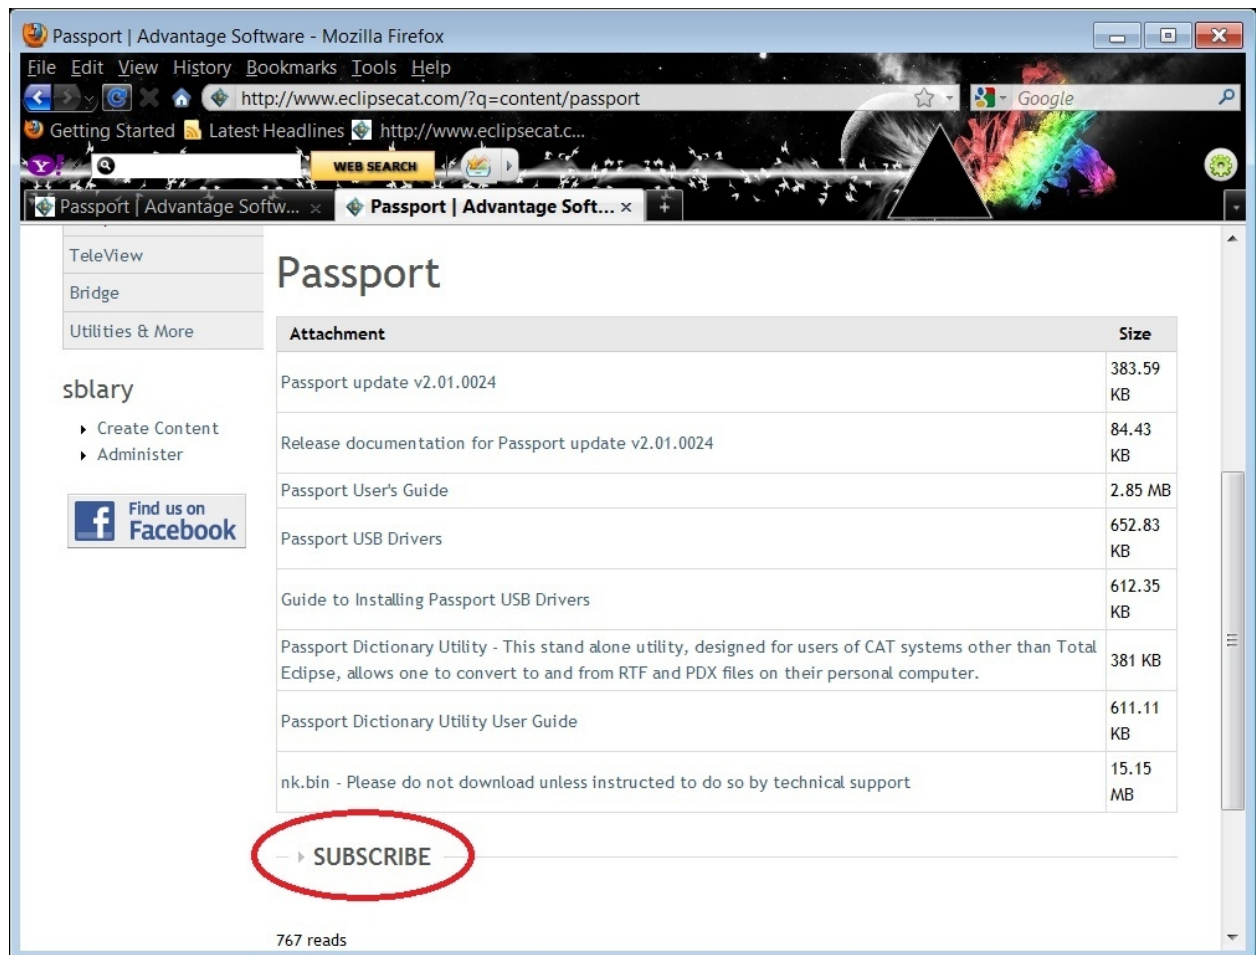 Passport | Advantage Software - Mozilla Firefox
File Edit View History Bookmarks Tools Help
http://www.eclipsecat.com/?q=content/passport
Google
Getting Started Latest Headlines http://www.eclipsecat.c...
Y!
WEB SEARCH
Passport | Advantage Softw...
Passport | Advantage Soft...
TeleView
Bridge
Utilities & More
sblary
Create Content
Administer
Find us on
Facebook
Passport
Attachment Size
Passport update v2.01.0024 383.59
KB
Release documentation for Passport update v2.01.0024 84.43
KB
Passport User's Guide 2.85 MB
Passport USB Drivers 652.83
KB
Guide to Installing Passport USB Drivers 612.35
KB
Passport Dictionary Utility - This stand alone utility, designed for users of CAT systems other than Total
Eclipse, allows one to convert to and from RTF and PDX files on their personal computer. 381 KB
Passport Dictionary Utility User Guide 611.11
KB
nk.bin - Please do not download unless instructed to do so by technical support 15.15
MB
SUBSCRIBE
767 reads